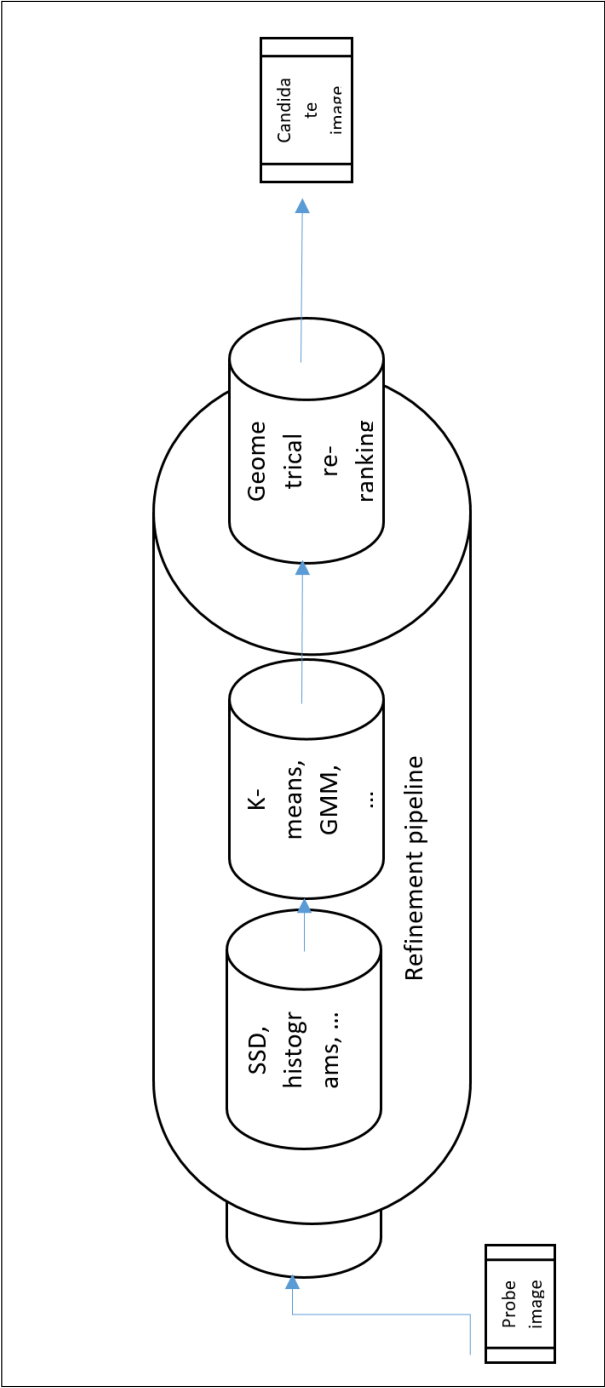 Probe
image
SSD,
histogr
ams, ...
K-
means,
GMM,
...
Refinement pipeline
Geome
trical
re-
ranking
Candida
te
image